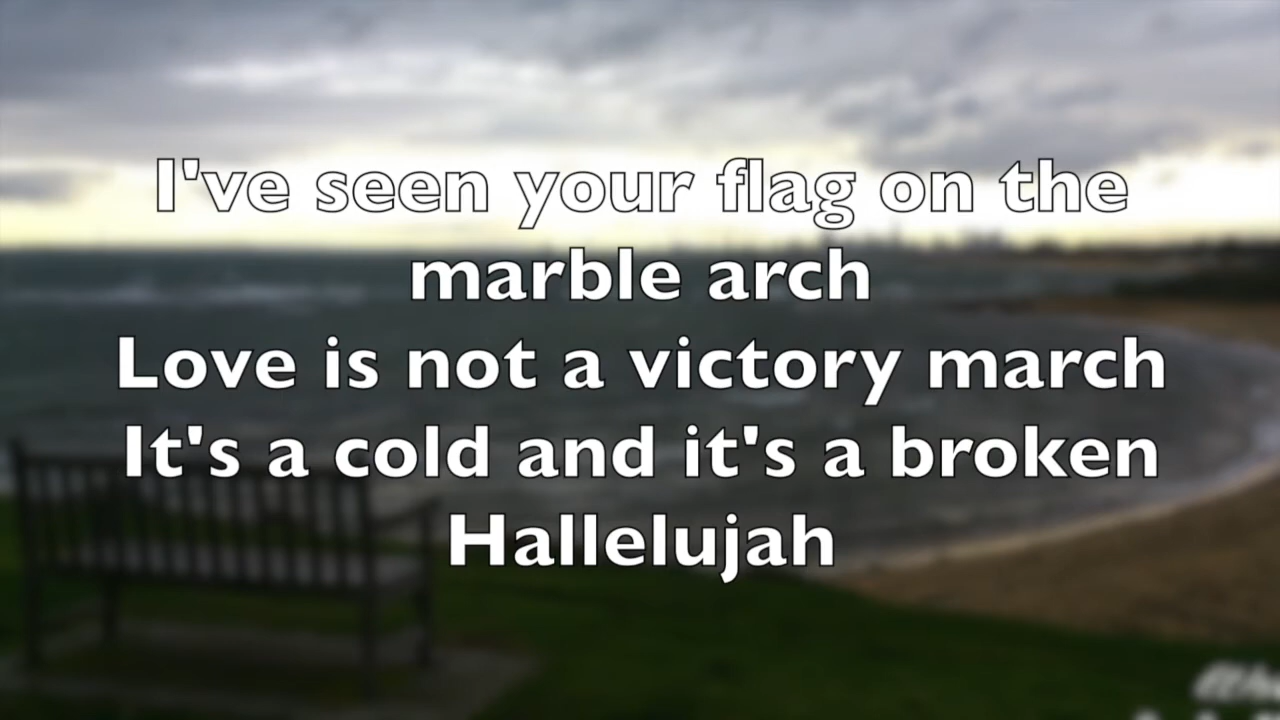 I've seen your flag on the
marble arch
Love is not a victory march
It's a cold and it's a broken
Hallelujah